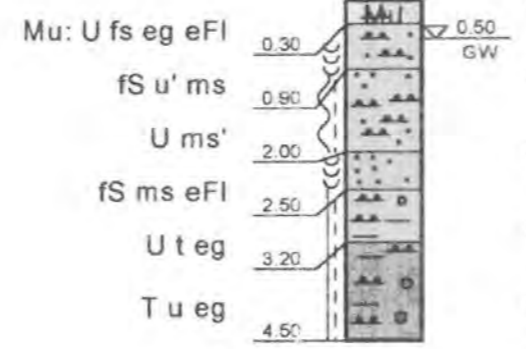 Mu: U fs eg eFl
0.30
0.50
GW
fS u' ms
0.90
U ms'
2.00
fS ms eFl
2.50
U t eg
3.20
T u eg
4.50